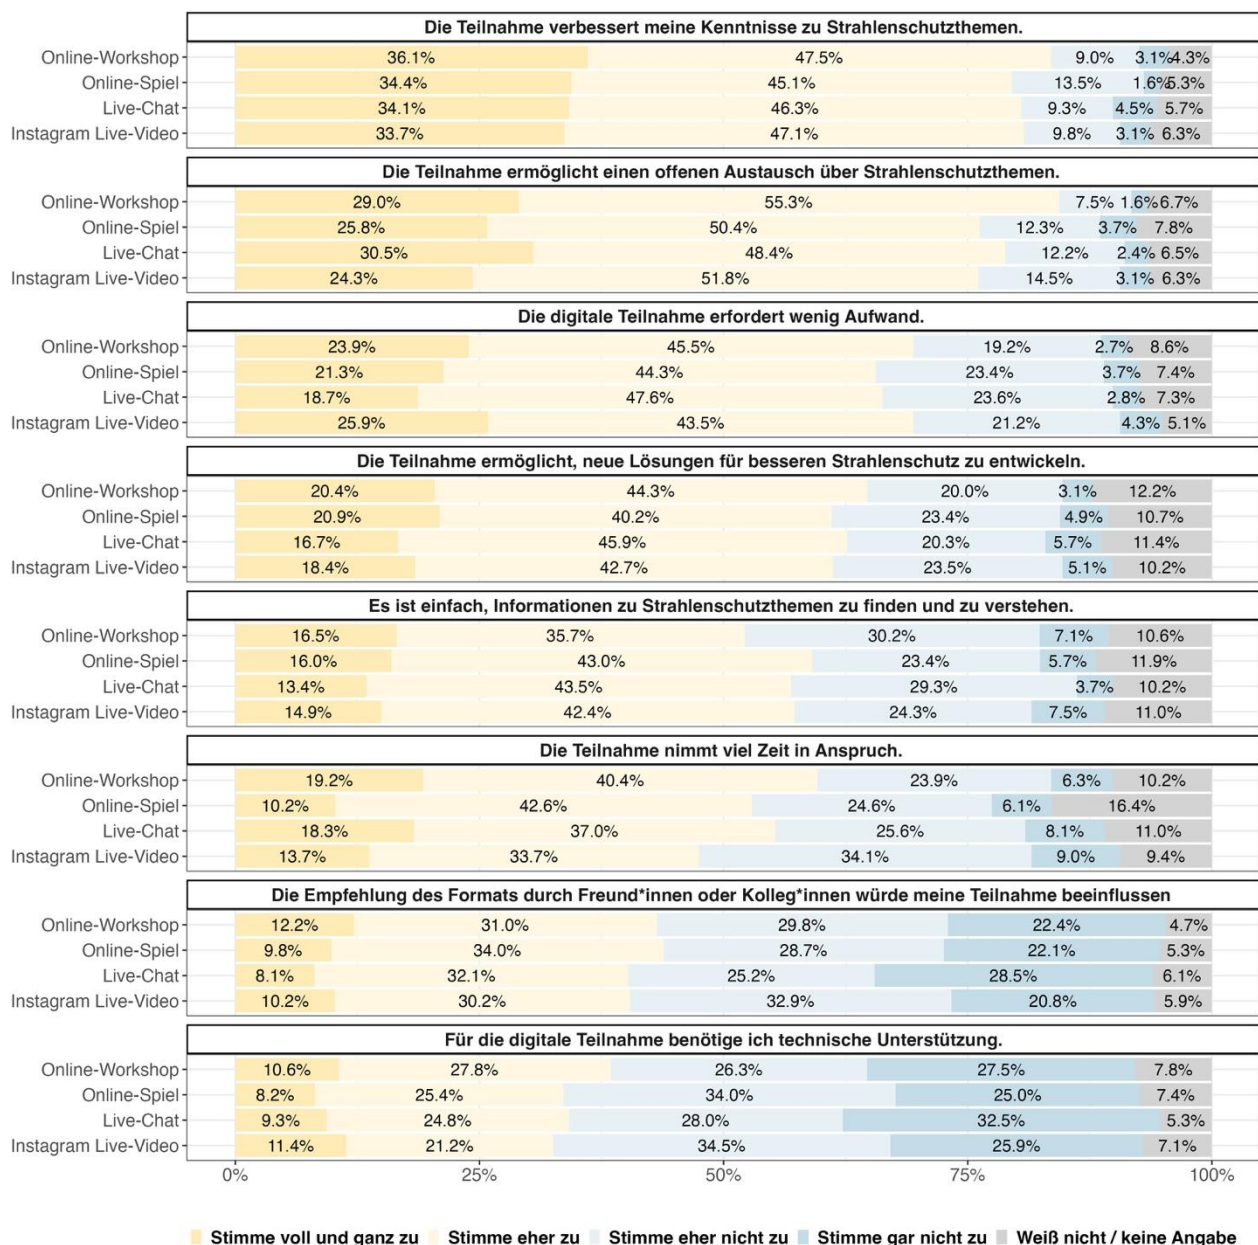 Die Teilnahme verbessert meine Kenntnisse zu Strahlenschutzthemen.
Online-Workshop 36.1% 47.5% 9.0% 3.1% 4.3%
Online-Spiel 34.4% 45.1% 13.5% 1.6% 5.3%
Live-Chat 34.1% 46.3% 9.3% 4.5% 5.7%
Instagram Live-Video 33.7% 47.1% 9.8% 3.1% 6.3%
Die Teilnahme ermöglicht einen offenen Austausch über Strahlenschutzthemen.
Online-Workshop 29.0% 55.3% 7.5% 1.6% 6.7%
Online-Spiel 25.8% 50.4% 12.3% 3.7% 7.8%
Live-Chat 30.5% 48.4% 12.2% 2.4% 6.5%
Instagram Live-Video 24.3% 51.8% 14.5% 3.1% 6.3%
Die digitale Teilnahme erfordert wenig Aufwand.
Online-Workshop 23.9% 45.5% 19.2% 2.7% 8.6%
Online-Spiel 21.3% 44.3% 23.4% 3.7% 7.4%
Live-Chat 18.7% 47.6% 23.6% 2.8% 7.3%
Instagram Live-Video 25.9% 43.5% 21.2% 4.3% 5.1%
Die Teilnahme ermöglicht, neue Lösungen für besseren Strahlenschutz zu entwickeln.
Online-Workshop 20.4% 44.3% 20.0% 3.1% 12.2%
Online-Spiel 20.9% 40.2% 23.4% 4.9% 10.7%
Live-Chat 16.7% 45.9% 20.3% 5.7% 11.4%
Instagram Live-Video 18.4% 42.7% 23.5% 5.1% 10.2%
Es ist einfach, Informationen zu Strahlenschutzthemen zu finden und zu verstehen.
Online-Workshop 16.5% 35.7% 30.2% 7.1% 10.6%
Online-Spiel 16.0% 43.0% 23.4% 5.7% 11.9%
Live-Chat 13.4% 43.5% 29.3% 3.7% 10.2%
Instagram Live-Video 14.9% 42.4% 24.3% 7.5% 11.0%
Die Teilnahme nimmt viel Zeit in Anspruch.
Online-Workshop 19.2% 40.4% 23.9% 6.3% 10.2%
Online-Spiel 10.2% 42.6% 24.6% 6.1% 16.4%
Live-Chat 18.3% 37.0% 25.6% 8.1% 11.0%
Instagram Live-Video 13.7% 33.7% 34.1% 9.0% 9.4%
Die Empfehlung des Formats durch Freund*innen oder Kolleg*innen würde meine Teilnahme beeinflussen
Online-Workshop 12.2% 31.0% 29.8% 22.4% 4.7%
Online-Spiel 9.8% 34.0% 28.7% 22.1% 5.3%
Live-Chat 8.1% 32.1% 25.2% 28.5% 6.1%
Instagram Live-Video 10.2% 30.2% 32.9% 20.8% 5.9%
Für die digitale Teilnahme benötige ich technische Unterstützung.
Online-Workshop 10.6% 27.8% 26.3% 27.5% 7.8%
Online-Spiel 8.2% 25.4% 34.0% 25.0% 7.4%
Live-Chat 9.3% 24.8% 28.0% 32.5% 5.3%
Instagram Live-Video 11.4% 21.2% 34.5% 25.9% 7.1%
0% 25% 50% 75% 100%
Stimme voll und ganz zu Stimme eher zu Stimme eher nicht zu Stimme gar nicht zu Weiß nicht / keine Angabe